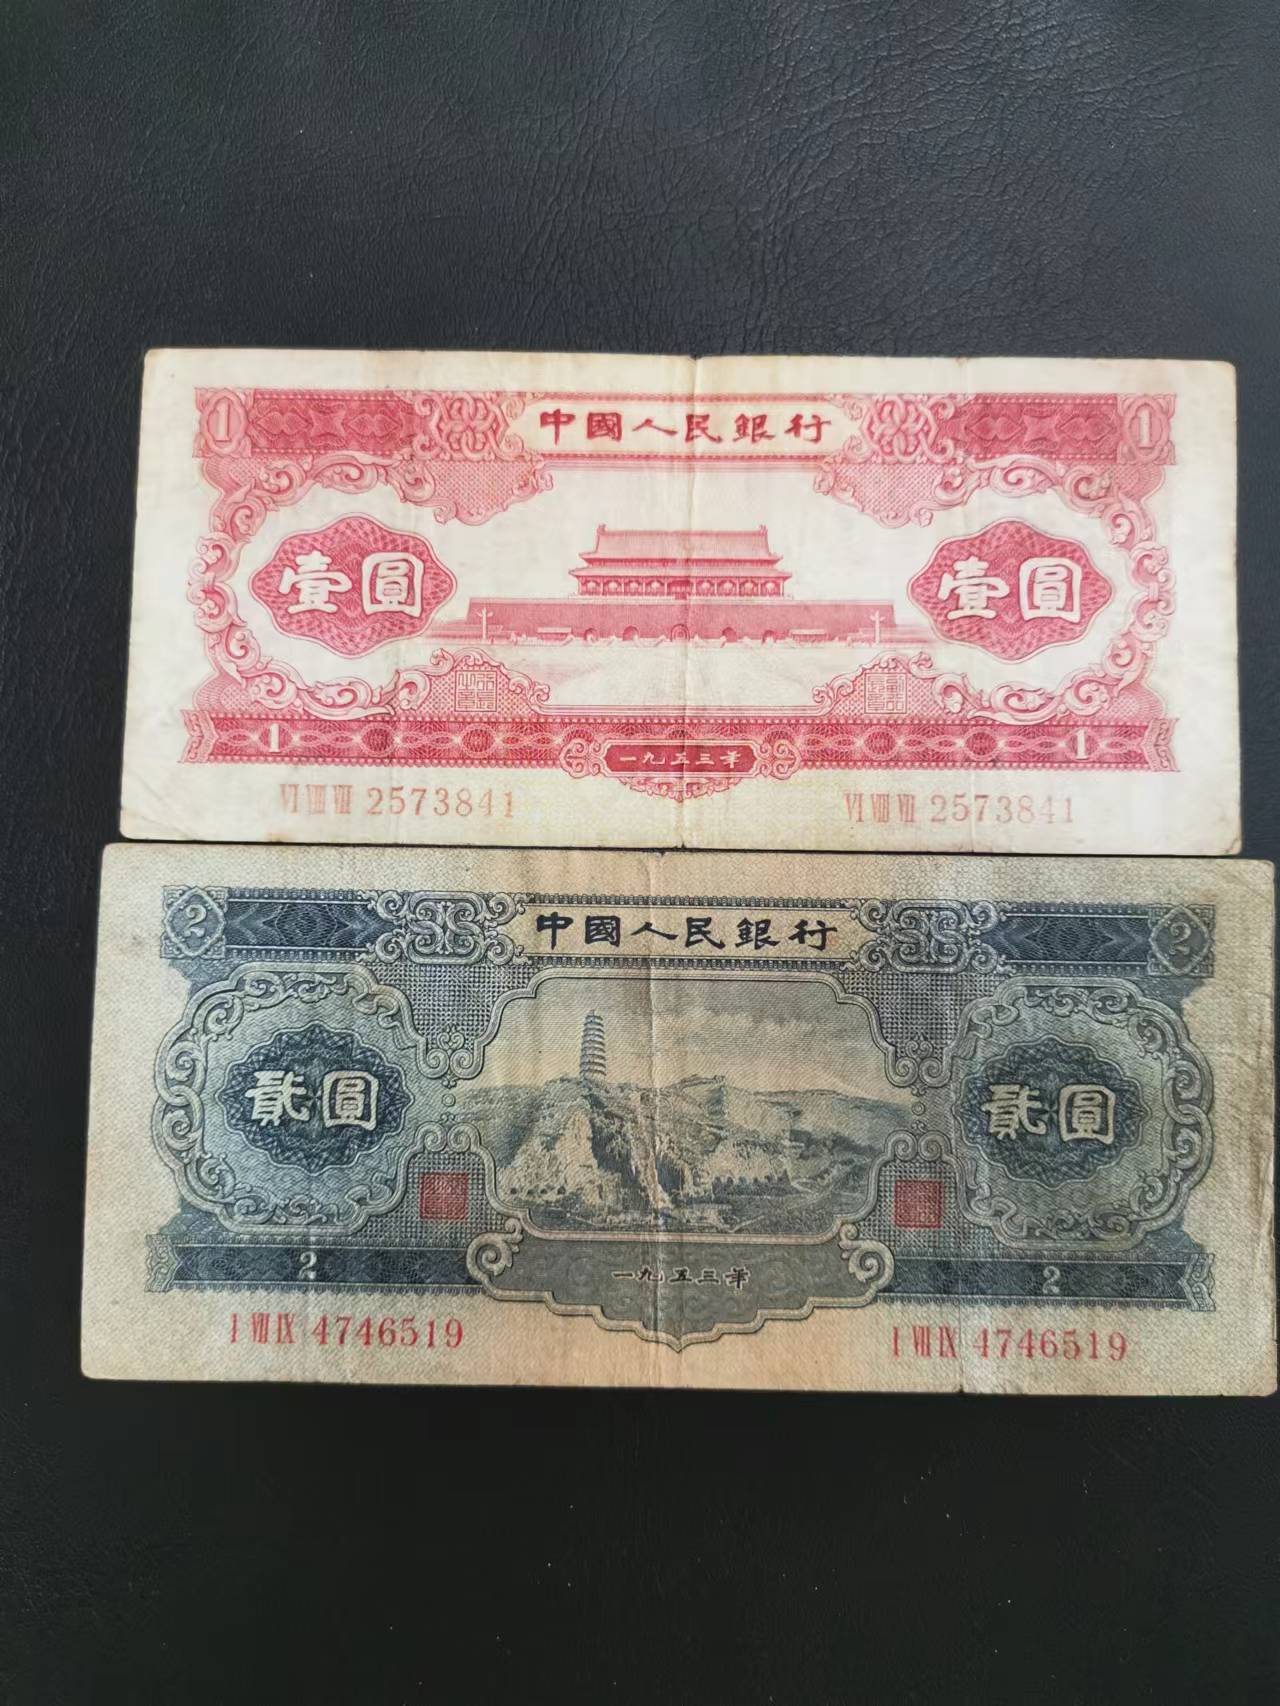 1 中國人民銀行 1
壹圓 壹圓
1 一九五三年 1
VI VIII VII 2573841 VI VIII VII 2573841
2 中國人民銀行 2
貳圓 貳圓
2 一九五三年 2
I VII IX 4746519 I VII IX 4746519